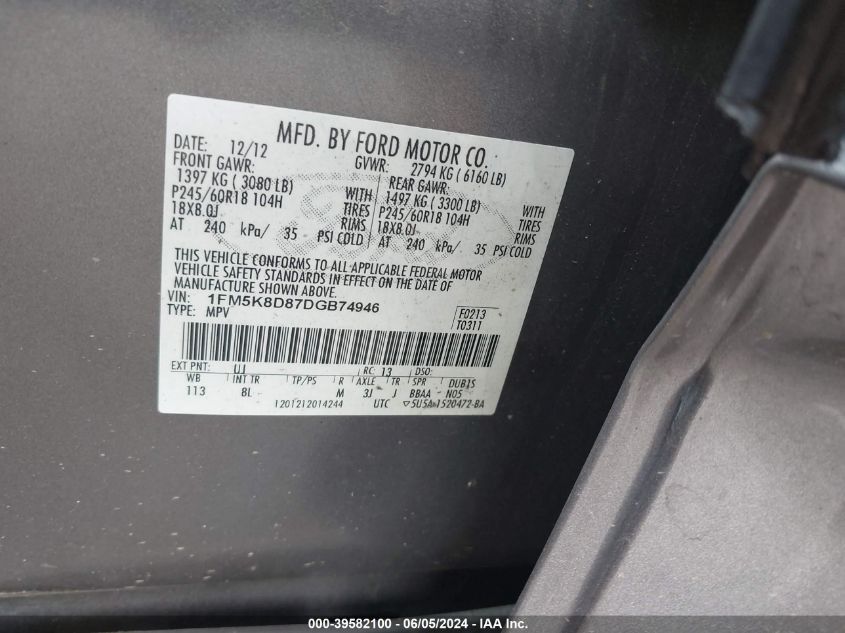 MFD. BY FORD MOTOR CO.
DATE: 12/12 GVWR: 2794 KG (6160 LB)
FRONT GAWR: REAR GAWR:
1397 KG (3080 LB) WITH 1497 KG (3300 LB) WITH
P245/60R18 104H TIRES P245/60R18 104H TIRES
18X8.0J RIMS 18X8.0J RIMS
AT 240 kPa/ 35 PSI COLD AT 240 kPa/ 35 PSI COLD
THIS VEHICLE CONFORMS TO ALL APPLICABLE FEDERAL MOTOR
VEHICLE SAFETY STANDARDS IN EFFECT ON THE DATE OF
MANUFACTURE SHOWN ABOVE.
VIN: 1FM5K8D87DGB74946 F0213
TYPE: MPV T0311
EXT PNT: UJ RC: 13 DSO:
WB INT TR TP/PS R AXLE TR SPR DUBIS
113 BL M 3J J BBAA N05
1201212014244 UTC ▽5U5A-1520472-BA
000-39582100 - 06/05/2024 - IAA Inc.